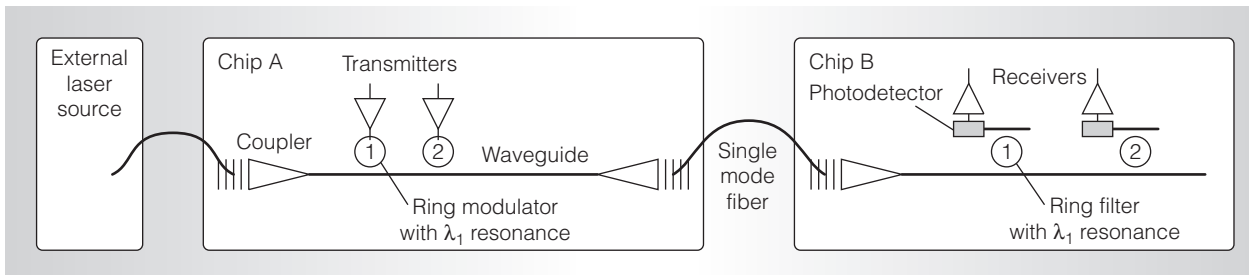 External
laser
source
Chip A
Transmitters
Coupler
1
2
Waveguide
Ring modulator
with λ1 resonance
Single
mode
fiber
Chip B
Photodetector
Receivers
1
2
Ring filter
with λ1 resonance